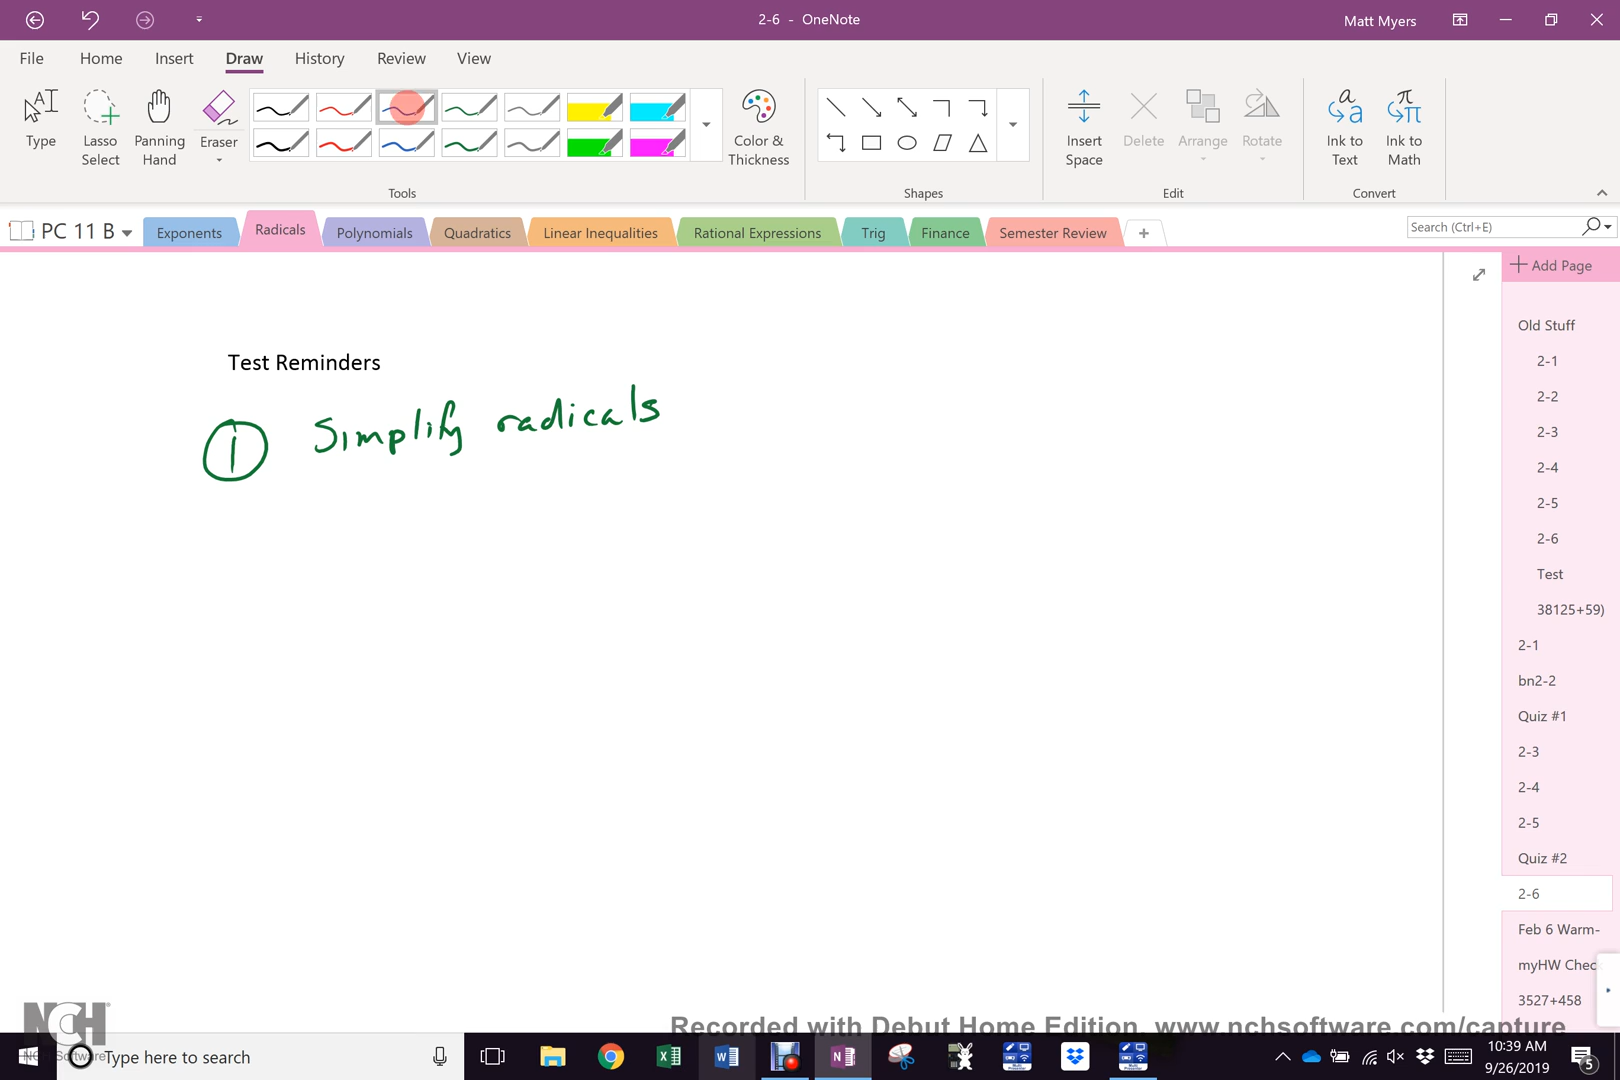 2-6 - OneNote
Matt Myers
File Home Insert Draw History Review View
Type
Lasso Select
Panning Hand
Eraser
Color & Thickness
Insert Space
Delete
Arrange
Rotate
Ink to Text
Ink to Math
Tools
Shapes
Edit
Convert
PC 11 B
Exponents Radicals Polynomials Quadratics Linear Inequalities Rational Expressions Trig Finance Semester Review
Search (Ctrl+E)
Add Page
Test Reminders
① Simplify radicals
Old Stuff
2-1
2-2
2-3
2-4
2-5
2-6
Test
38125+59)
2-1
bn2-2
Quiz #1
2-3
2-4
2-5
Quiz #2
2-6
Feb 6 Warm-
myHW Chec
3527+458
NCH
NCH Software
Recorded with Debut Home Edition. www.nchsoftware.com/capture
Type here to search
10:39 AM
9/26/2019
5